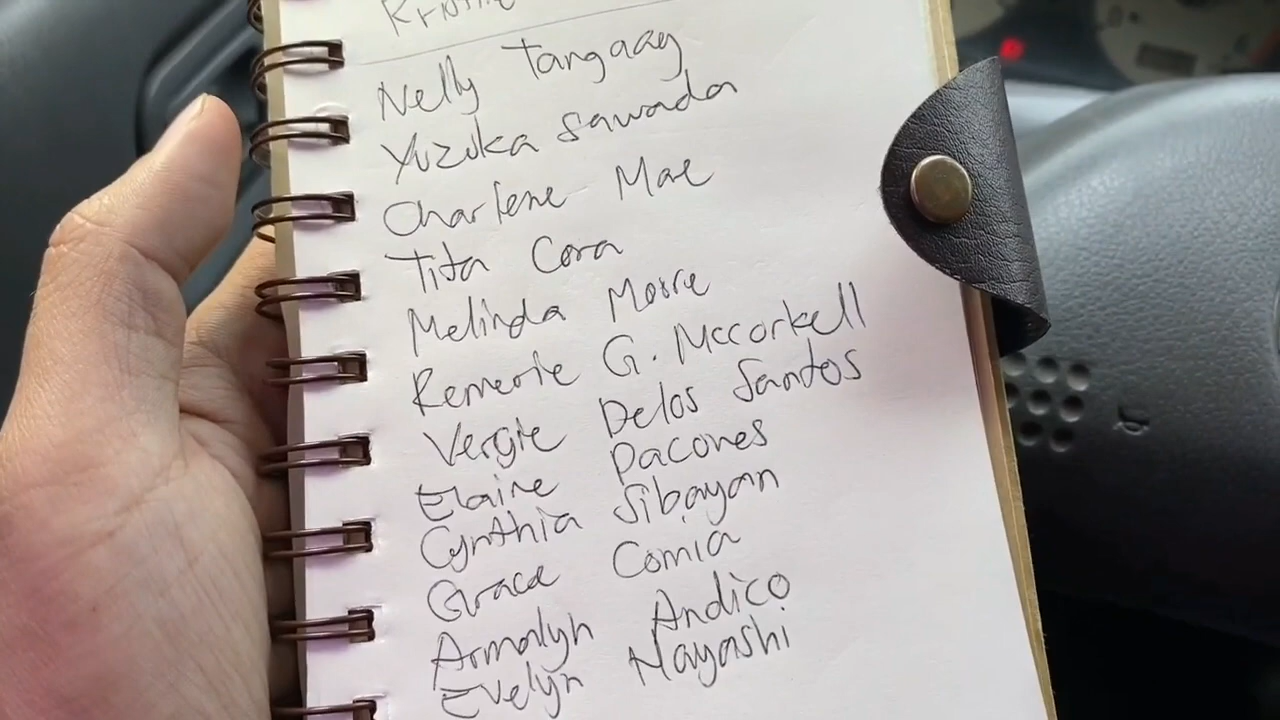 Nelly Tangaay
Yuzuka Sawada
Charlene Mae
Tita Cora
Melinda Moore
Remerie G. Mccorkell
Vergie Delos Santos
Elaine Pacones
Cynthia Sibayan
Grace Comia
Armalyn Andico
Evelyn Hayashi